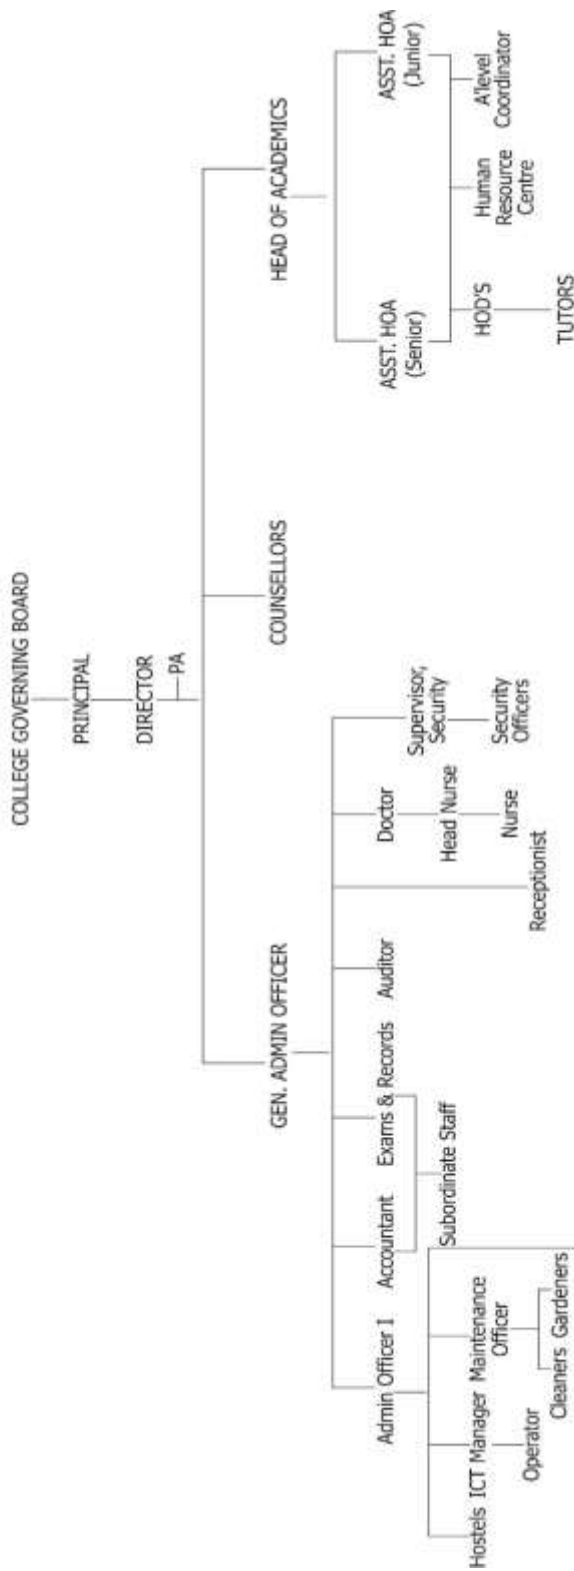 COLLEGE GOVERNING BOARD
PRINCIPAL
DIRECTOR
PA
GEN. ADMIN OFFICER
COUNSELLORS
HEAD OF ACADEMICS
Admin Officer I
Accountant
Exams & Records
Auditor
Doctor
Supervisor,
Security
ASST. HOA
(Senior)
ASST. HOA
(Junior)
Subordinate Staff
Head Nurse
Security
Officers
Nurse
Receptionist
HOD'S
Human
Resource
Centre
A'level
Coordinator
TUTORS
Hostels
ICT Manager
Maintenance
Officer
Operator
Cleaners
Gardeners